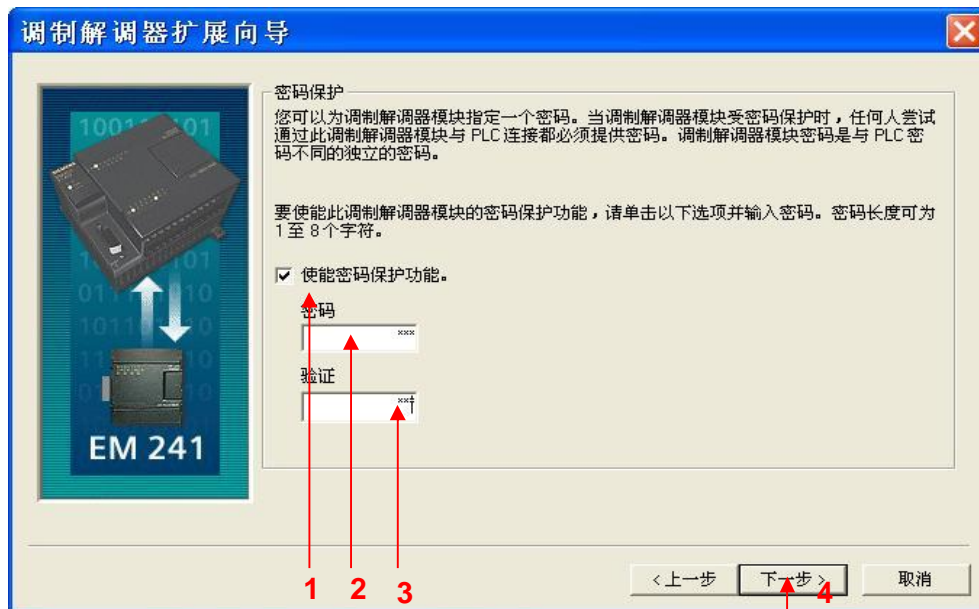 调制解调器扩展向导
密码保护
您可以为调制解调器模块指定一个密码。当调制解调器模块受密码保护时，任何人尝试
通过此调制解调器模块与 PLC 连接都必须提供密码。调制解调器模块密码是与 PLC 密
码不同的独立的密码。
要使能此调制解调器模块的密码保护功能，请单击以下选项并输入密码。密码长度可为
1 至 8 个字符。
使能密码保护功能。
密码
***
验证
***
EM 241
1 2 3
<上一步 下一步> 取消
4